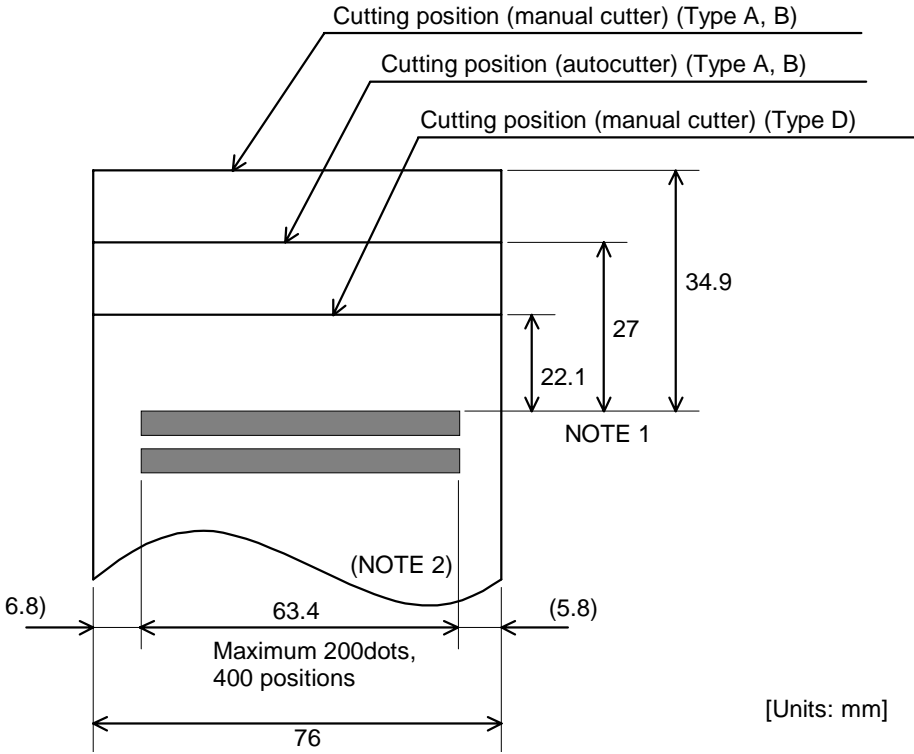 Cutting position (manual cutter) (Type A, B)
Cutting position (autocutter) (Type A, B)
Cutting position (manual cutter) (Type D)
34.9
27
22.1
NOTE 1
(NOTE 2)
6.8)
63.4
(5.8)
Maximum 200dots,
400 positions
[Units: mm]
76